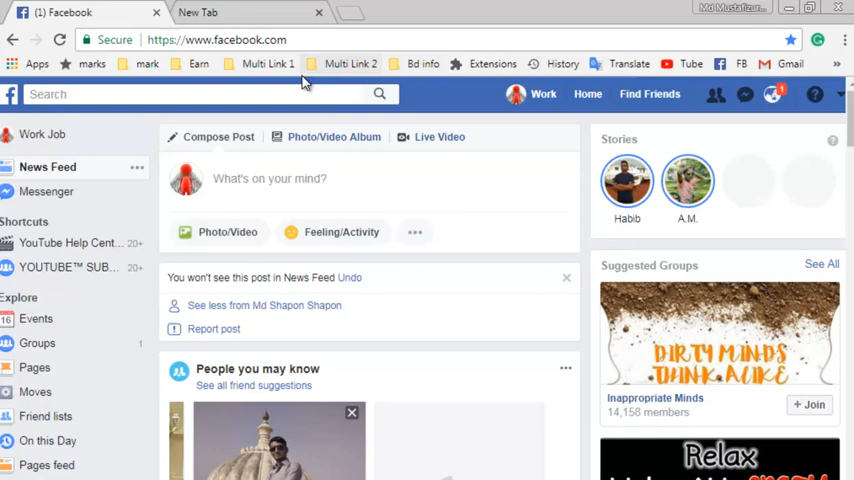 (1) Facebook
New Tab
Md Mustafizur...
Secure https://www.facebook.com
Apps marks mark Earn Multi Link 1 Multi Link 2 Bd info Extensions History Translate Tube FB Gmail
Search
Work Home Find Friends 1
Work Job
News Feed
Messenger
Shortcuts
YouTube Help Cent... 20+
YOUTUBE™ SUB... 20+
Explore
16 Events
Groups 1
Pages
Moves
Friend lists
On this Day
Pages feed
Compose Post Photo/Video Album Live Video
What's on your mind?
Photo/Video Feeling/Activity
You won't see this post in News Feed Undo
See less from Md Shapon Shapon
Report post
People you may know
See all friend suggestions
Stories
Habib A.M.
Suggested Groups See All
DIRTY MINDS
THINK ALIKE
Inappropriate Minds
14,158 members
+ Join
Relax